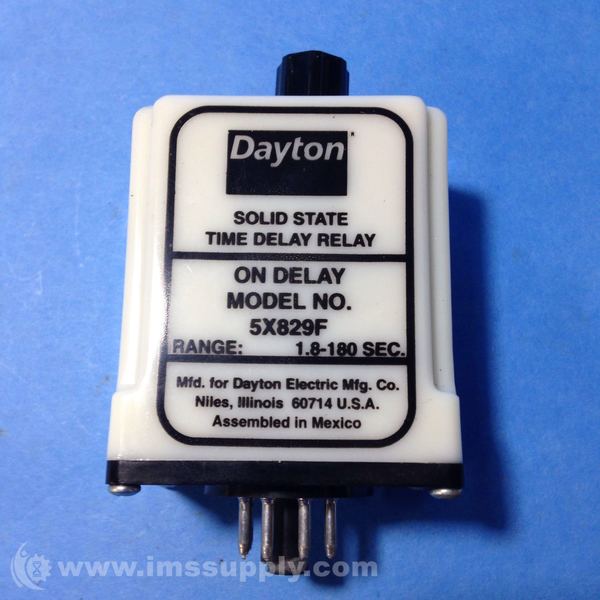 Dayton
SOLID STATE
TIME DELAY RELAY
ON DELAY
MODEL NO.
5X829F
RANGE: 1.8-180 SEC.
Mfd. for Dayton Electric Mfg. Co.
Niles, Illinois 60714 U.S.A.
Assembled in Mexico
www.imssupply.com